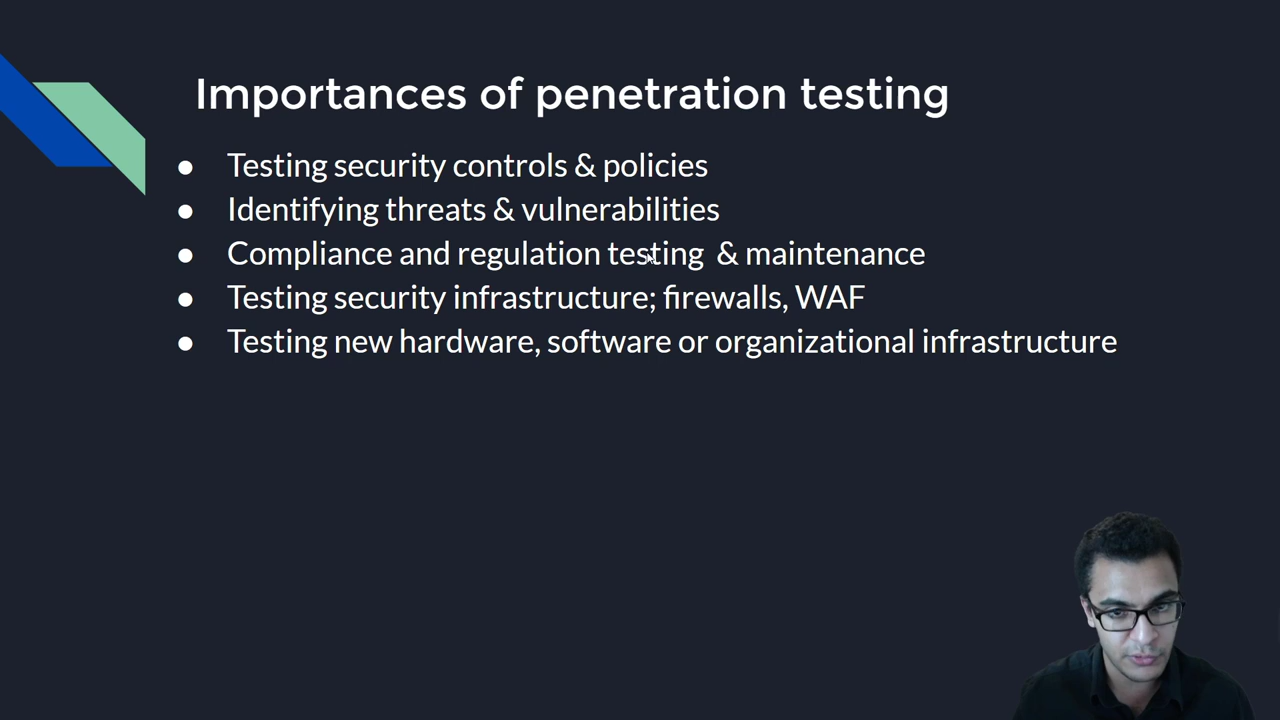 Importances of penetration testing
● Testing security controls & policies
● Identifying threats & vulnerabilities
● Compliance and regulation testing  & maintenance
● Testing security infrastructure; firewalls, WAF
● Testing new hardware, software or organizational infrastructure